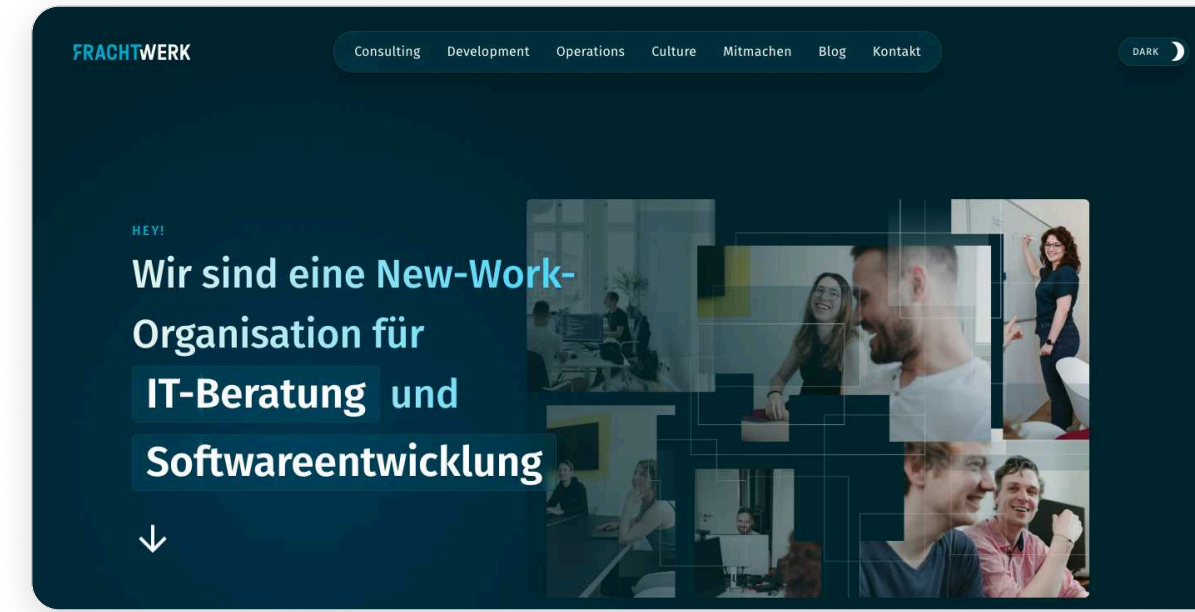 FRACHTWERK
Consulting Development Operations Culture Mitmachen Blog Kontakt
DARK
HEY!
Wir sind eine New-Work-
Organisation für
IT-Beratung und
Softwareentwicklung